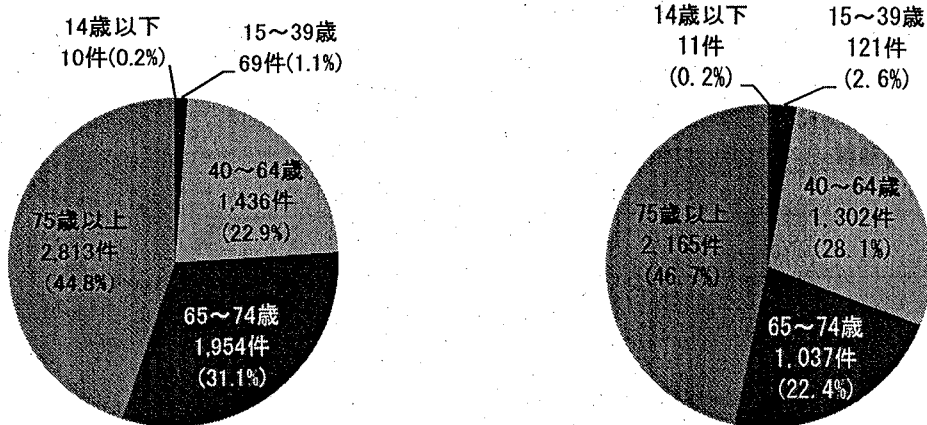 14歳以下
10件(0.2%)
15～39歳
69件(1.1%)
40～64歳
1,436件
(22.9%)
65～74歳
1,954件
(31.1%)
75歳以上
2,813件
(44.8%)
14歳以下
11件
(0.2%)
15～39歳
121件
(2.6%)
40～64歳
1,302件
(28.1%)
65～74歳
1,037件
(22.4%)
75歳以上
2,165件
(46.7%)